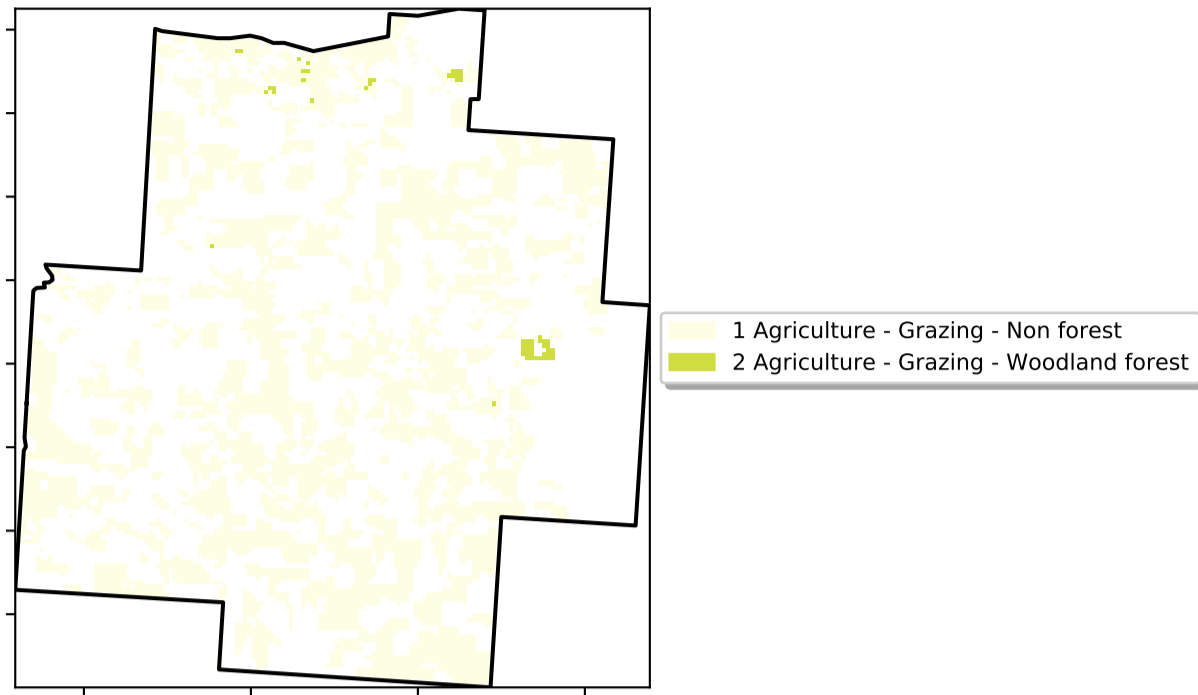 1 Agriculture - Grazing - Non forest
2 Agriculture - Grazing - Woodland forest